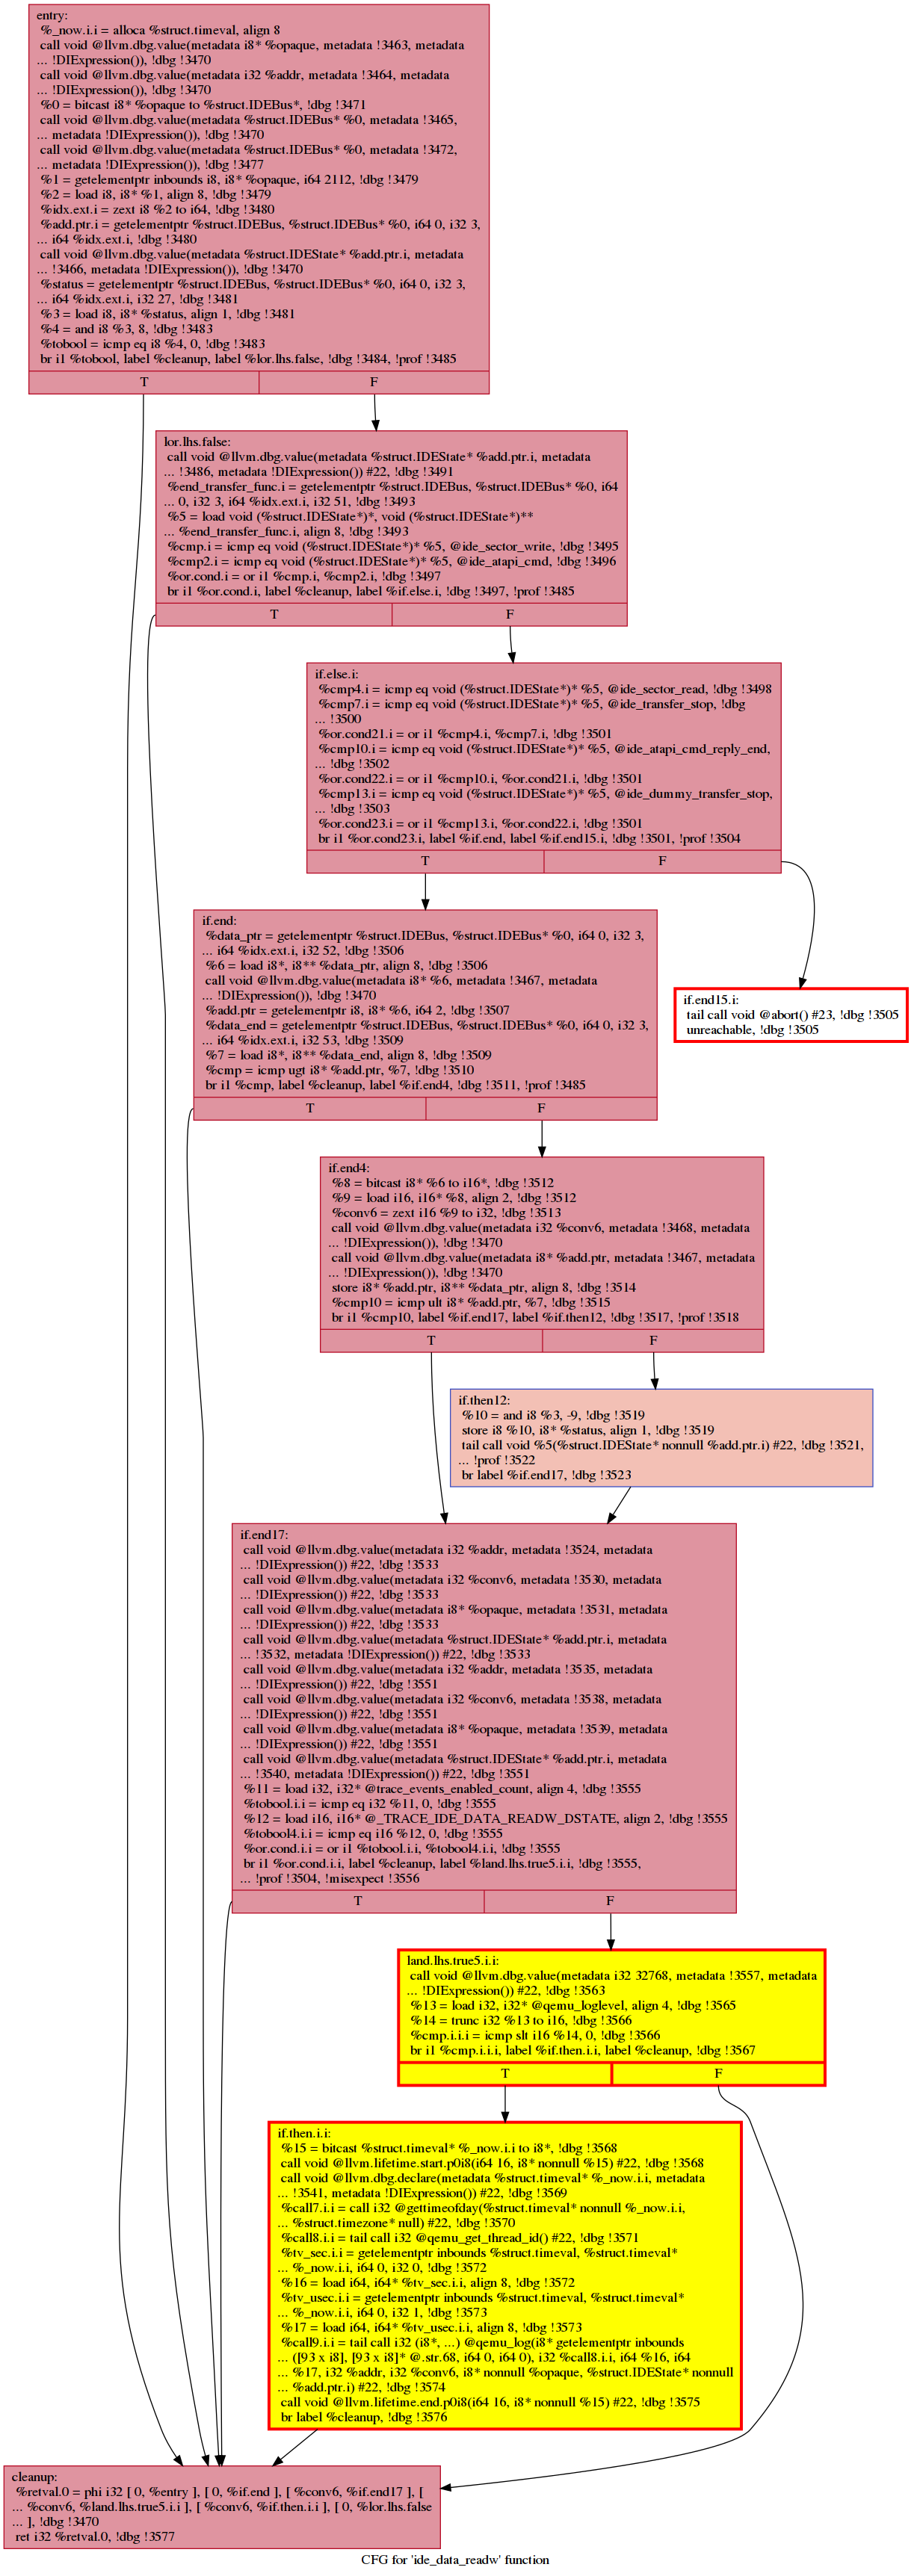 entry:
%_now.i.i = alloca %struct.timeval, align 8
call void @llvm.dbg.value(metadata i8* %opaque, metadata !3463, metadata
... !DIExpression()), !dbg !3470
call void @llvm.dbg.value(metadata i32 %addr, metadata !3464, metadata
... !DIExpression()), !dbg !3470
%0 = bitcast i8* %opaque to %struct.IDEBus*, !dbg !3471
call void @llvm.dbg.value(metadata %struct.IDEBus* %0, metadata !3465,
... metadata !DIExpression()), !dbg !3470
call void @llvm.dbg.value(metadata %struct.IDEBus* %0, metadata !3472,
... metadata !DIExpression()), !dbg !3477
%1 = getelementptr inbounds i8, i8* %opaque, i64 2112, !dbg !3479
%2 = load i8, i8* %1, align 8, !dbg !3479
%idx.ext.i = zext i8 %2 to i64, !dbg !3480
%add.ptr.i = getelementptr %struct.IDEBus, %struct.IDEBus* %0, i64 0, i32 3,
... i64 %idx.ext.i, !dbg !3480
call void @llvm.dbg.value(metadata %struct.IDEState* %add.ptr.i, metadata
... !3466, metadata !DIExpression()), !dbg !3470
%status = getelementptr %struct.IDEBus, %struct.IDEBus* %0, i64 0, i32 3,
... i64 %idx.ext.i, i32 27, !dbg !3481
%3 = load i8, i8* %status, align 1, !dbg !3481
%4 = and i8 %3, 8, !dbg !3483
%tobool = icmp eq i8 %4, 0, !dbg !3483
br i1 %tobool, label %cleanup, label %lor.lhs.false, !dbg !3484, !prof !3485
T F
lor.lhs.false:
call void @llvm.dbg.value(metadata %struct.IDEState* %add.ptr.i, metadata
... !3486, metadata !DIExpression()) #22, !dbg !3491
%end_transfer_func.i = getelementptr %struct.IDEBus, %struct.IDEBus* %0, i64
... 0, i32 3, i64 %idx.ext.i, i32 51, !dbg !3493
%5 = load void (%struct.IDEState*)*, void (%struct.IDEState*)**
... %end_transfer_func.i, align 8, !dbg !3493
%cmp.i = icmp eq void (%struct.IDEState*)* %5, @ide_sector_write, !dbg !3495
%cmp2.i = icmp eq void (%struct.IDEState*)* %5, @ide_atapi_cmd, !dbg !3496
%or.cond.i = or i1 %cmp.i, %cmp2.i, !dbg !3497
br i1 %or.cond.i, label %cleanup, label %if.else.i, !dbg !3497, !prof !3485
T F
if.else.i:
%cmp4.i = icmp eq void (%struct.IDEState*)* %5, @ide_sector_read, !dbg !3498
%cmp7.i = icmp eq void (%struct.IDEState*)* %5, @ide_transfer_stop, !dbg
... !3500
%or.cond21.i = or i1 %cmp4.i, %cmp7.i, !dbg !3501
%cmp10.i = icmp eq void (%struct.IDEState*)* %5, @ide_atapi_cmd_reply_end,
... !dbg !3502
%or.cond22.i = or i1 %cmp10.i, %or.cond21.i, !dbg !3501
%cmp13.i = icmp eq void (%struct.IDEState*)* %5, @ide_dummy_transfer_stop,
... !dbg !3503
%or.cond23.i = or i1 %cmp13.i, %or.cond22.i, !dbg !3501
br i1 %or.cond23.i, label %if.end, label %if.end15.i, !dbg !3501, !prof !3504
T F
if.end:
%data_ptr = getelementptr %struct.IDEBus, %struct.IDEBus* %0, i64 0, i32 3,
... i64 %idx.ext.i, i32 52, !dbg !3506
%6 = load i8*, i8** %data_ptr, align 8, !dbg !3506
call void @llvm.dbg.value(metadata i8* %6, metadata !3467, metadata
... !DIExpression()), !dbg !3470
%add.ptr = getelementptr i8, i8* %6, i64 2, !dbg !3507
%data_end = getelementptr %struct.IDEBus, %struct.IDEBus* %0, i64 0, i32 3,
... i64 %idx.ext.i, i32 53, !dbg !3509
%7 = load i8*, i8** %data_end, align 8, !dbg !3509
%cmp = icmp ugt i8* %add.ptr, %7, !dbg !3510
br i1 %cmp, label %cleanup, label %if.end4, !dbg !3511, !prof !3485
T F
if.end15.i:
tail call void @abort() #23, !dbg !3505
unreachable, !dbg !3505
if.end4:
%8 = bitcast i8* %6 to i16*, !dbg !3512
%9 = load i16, i16* %8, align 2, !dbg !3512
%conv6 = zext i16 %9 to i32, !dbg !3513
call void @llvm.dbg.value(metadata i32 %conv6, metadata !3468, metadata
... !DIExpression()), !dbg !3470
call void @llvm.dbg.value(metadata i8* %add.ptr, metadata !3467, metadata
... !DIExpression()), !dbg !3470
store i8* %add.ptr, i8** %data_ptr, align 8, !dbg !3514
%cmp10 = icmp ult i8* %add.ptr, %7, !dbg !3515
br i1 %cmp10, label %if.end17, label %if.then12, !dbg !3517, !prof !3518
T F
if.then12:
%10 = and i8 %3, -9, !dbg !3519
store i8 %10, i8* %status, align 1, !dbg !3519
tail call void %5(%struct.IDEState* nonnull %add.ptr.i) #22, !dbg !3521,
... !prof !3522
br label %if.end17, !dbg !3523
if.end17:
call void @llvm.dbg.value(metadata i32 %addr, metadata !3524, metadata
... !DIExpression()) #22, !dbg !3533
call void @llvm.dbg.value(metadata i32 %conv6, metadata !3530, metadata
... !DIExpression()) #22, !dbg !3533
call void @llvm.dbg.value(metadata i8* %opaque, metadata !3531, metadata
... !DIExpression()) #22, !dbg !3533
call void @llvm.dbg.value(metadata %struct.IDEState* %add.ptr.i, metadata
... !3532, metadata !DIExpression()) #22, !dbg !3533
call void @llvm.dbg.value(metadata i32 %addr, metadata !3535, metadata
... !DIExpression()) #22, !dbg !3551
call void @llvm.dbg.value(metadata i32 %conv6, metadata !3538, metadata
... !DIExpression()) #22, !dbg !3551
call void @llvm.dbg.value(metadata i8* %opaque, metadata !3539, metadata
... !DIExpression()) #22, !dbg !3551
call void @llvm.dbg.value(metadata %struct.IDEState* %add.ptr.i, metadata
... !3540, metadata !DIExpression()) #22, !dbg !3551
%11 = load i32, i32* @trace_events_enabled_count, align 4, !dbg !3555
%tobool.i.i = icmp eq i32 %11, 0, !dbg !3555
%12 = load i16, i16* @_TRACE_IDE_DATA_READW_DSTATE, align 2, !dbg !3555
%tobool4.i.i = icmp eq i16 %12, 0, !dbg !3555
%or.cond.i.i = or i1 %tobool.i.i, %tobool4.i.i, !dbg !3555
br i1 %or.cond.i.i, label %cleanup, label %land.lhs.true5.i.i, !dbg !3555,
... !prof !3504, !misexpect !3556
T F
land.lhs.true5.i.i:
call void @llvm.dbg.value(metadata i32 32768, metadata !3557, metadata
... !DIExpression()) #22, !dbg !3563
%13 = load i32, i32* @qemu_loglevel, align 4, !dbg !3565
%14 = trunc i32 %13 to i16, !dbg !3566
%cmp.i.i.i = icmp slt i16 %14, 0, !dbg !3566
br i1 %cmp.i.i.i, label %if.then.i.i, label %cleanup, !dbg !3567
T F
if.then.i.i:
%15 = bitcast %struct.timeval* %_now.i.i to i8*, !dbg !3568
call void @llvm.lifetime.start.p0i8(i64 16, i8* nonnull %15) #22, !dbg !3568
call void @llvm.dbg.declare(metadata %struct.timeval* %_now.i.i, metadata
... !3541, metadata !DIExpression()) #22, !dbg !3569
%call7.i.i = call i32 @gettimeofday(%struct.timeval* nonnull %_now.i.i,
... %struct.timezone* null) #22, !dbg !3570
%call8.i.i = tail call i32 @qemu_get_thread_id() #22, !dbg !3571
%tv_sec.i.i = getelementptr inbounds %struct.timeval, %struct.timeval*
... %_now.i.i, i64 0, i32 0, !dbg !3572
%16 = load i64, i64* %tv_sec.i.i, align 8, !dbg !3572
%tv_usec.i.i = getelementptr inbounds %struct.timeval, %struct.timeval*
... %_now.i.i, i64 0, i32 1, !dbg !3573
%17 = load i64, i64* %tv_usec.i.i, align 8, !dbg !3573
%call9.i.i = tail call i32 (i8*, ...) @qemu_log(i8* getelementptr inbounds
... ([93 x i8], [93 x i8]* @.str.68, i64 0, i64 0), i32 %call8.i.i, i64 %16, i64
... %17, i32 %addr, i32 %conv6, i8* nonnull %opaque, %struct.IDEState* nonnull
... %add.ptr.i) #22, !dbg !3574
call void @llvm.lifetime.end.p0i8(i64 16, i8* nonnull %15) #22, !dbg !3575
br label %cleanup, !dbg !3576
cleanup:
%retval.0 = phi i32 [ 0, %entry ], [ 0, %if.end ], [ %conv6, %if.end17 ], [
... %conv6, %land.lhs.true5.i.i ], [ %conv6, %if.then.i.i ], [ 0, %lor.lhs.false
... ], !dbg !3470
ret i32 %retval.0, !dbg !3577
CFG for 'ide_data_readw' function